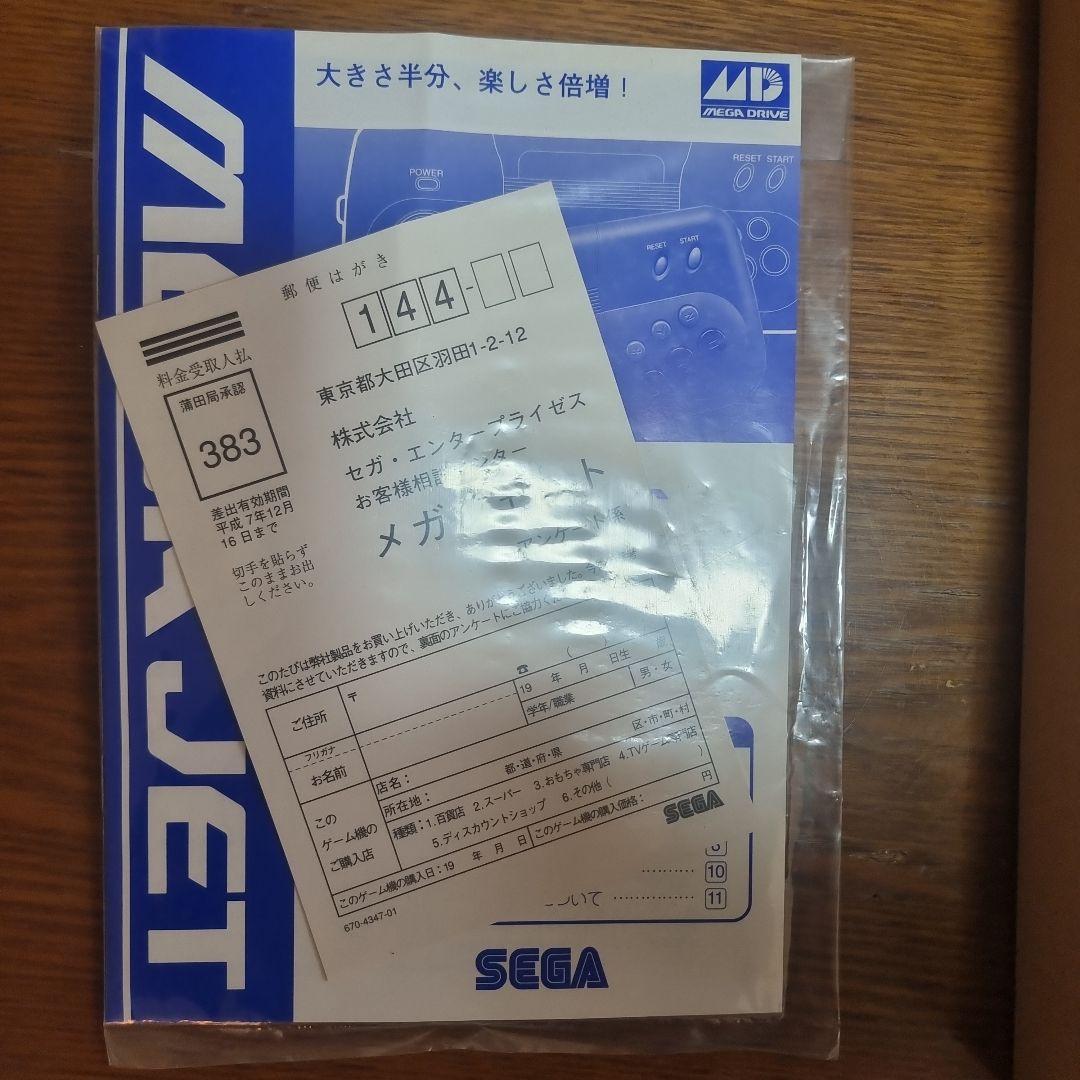 大きさ半分、楽しさ倍増！
MD
MEGA DRIVE
POWER
RESET START
RESET START
JET
郵便はがき
144-
料金受取人払
蒲田局承認
383
差出有効期間
平成7年12月
16日まで
切手を貼らず
このままお出
しください。
東京都大田区羽田1-2-12
株式会社
セガ・エンタープライゼス
お客様相談 ンター
メガ ェット
アンケート係
このたびは弊社製品をお買い上げいただき、ありがとうございました。
資料にさせていただきますので、裏面のアンケートにご協力く
ご住所
〒
☎ ( )
フリガナ
お名前
19 年 月 日生 歳
学年/職業
男・女
この
ゲーム機の
ご購入店
店名：
所在地：
都・道・府・県
区・市・町・村
種類：1.百貨店 2.スーパー 3.おもちゃ専門店 4.TVゲーム専門店
5.ディスカウントショップ 6.その他 ( )
このゲーム機の購入日：19 年 月 日
このゲーム機の購入価格： 円
670-4347-01
SEGA
10
ついて
11
SEGA